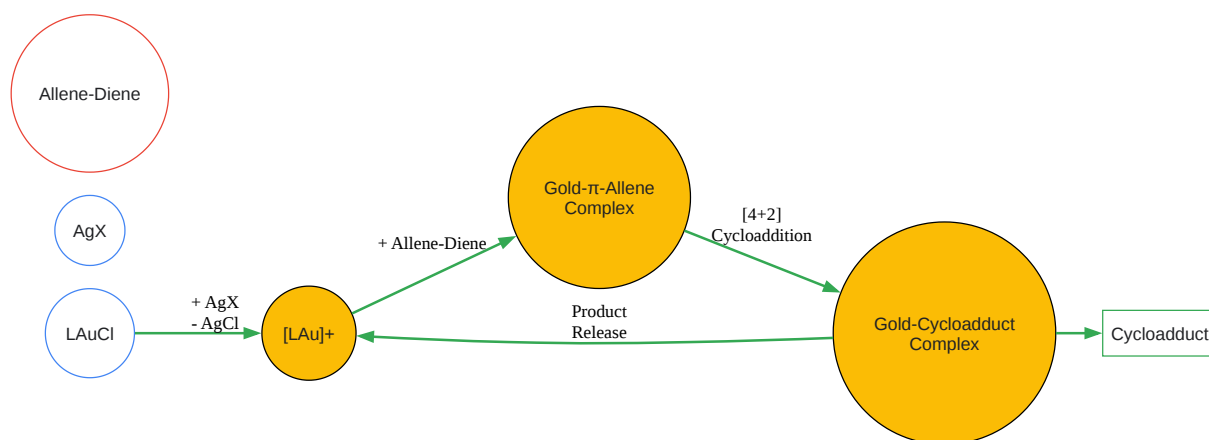 Allene-Diene
AgX
LAuCl
+ AgX
- AgCl
[LAu]+
+ Allene-Diene
Gold-π-Allene
Complex
[4+2]
Cycloaddition
Product
Release
Gold-Cycloadduct
Complex
Cycloadduct